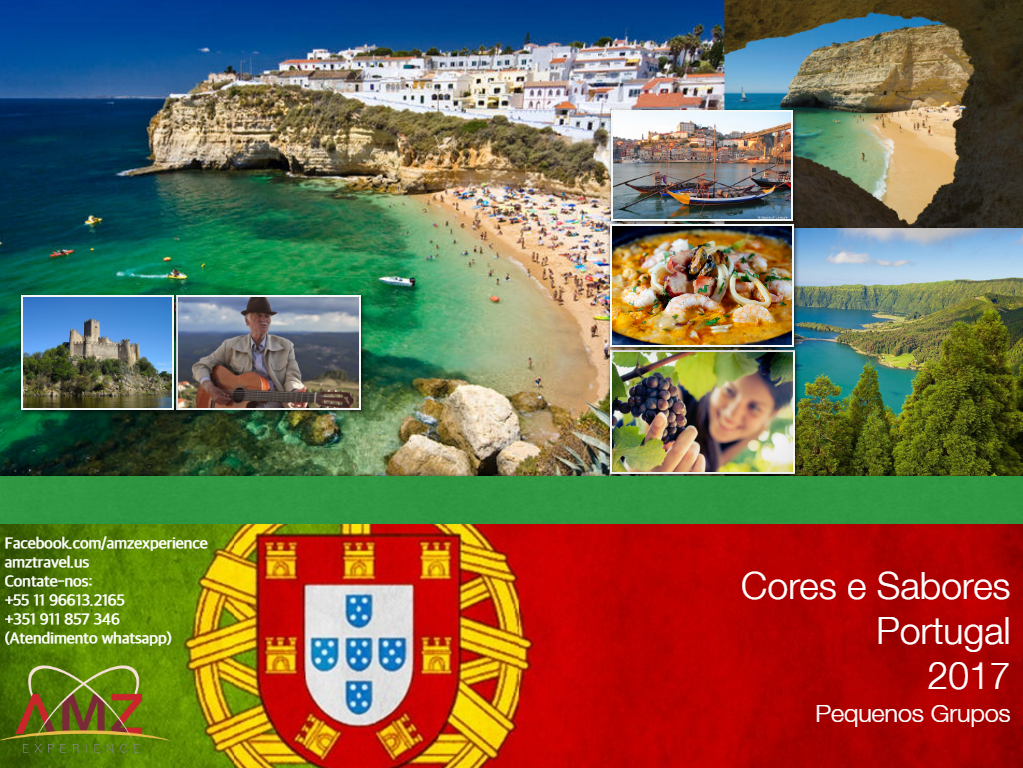 Facebook.com/amzexperience
amztravel.us
Contate-nos:
+55 11 96613.2165
+351 911 857 346
(Atendimento whatsapp)
AMZ
EXPERIENCE
Cores e Sabores
Portugal
2017
Pequenos Grupos